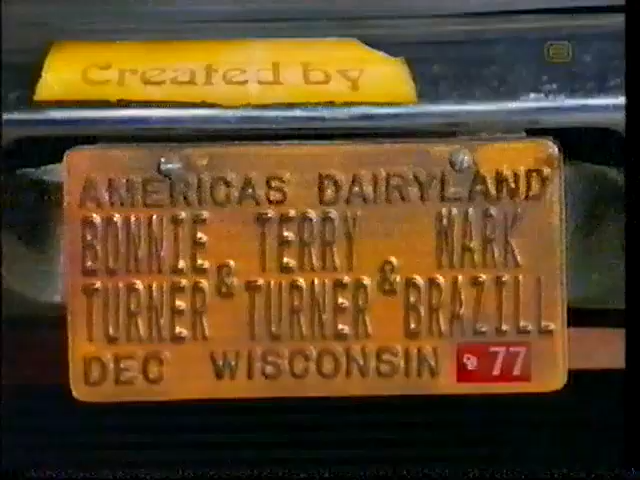 Created by
AMERICAS DAIRYLAND
BONNIE TERRY MARK
& &
TURNER TURNER BRAZILL
DEC WISCONSIN 77